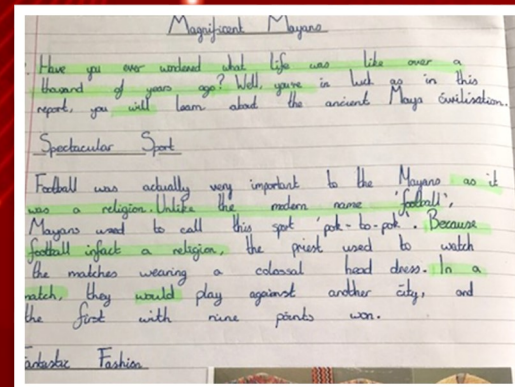 Magnificent Mayans
Have you ever wondered what life was like over a
thousand of years ago? Well, you're in luck as in this
report, you will learn about the ancient Maya civilisation.
Spectacular Sport
Football was actually very important to the Mayans as it
was a religion. Unlike the modern name 'football',
Mayans used to call this sport 'pok-to-pok'. Because
football infact a religion, the priest used to watch
the matches wearing a colossal head dress. In a
match, they would play against another city, and
the first with nine points won.
Fantastic Fashion